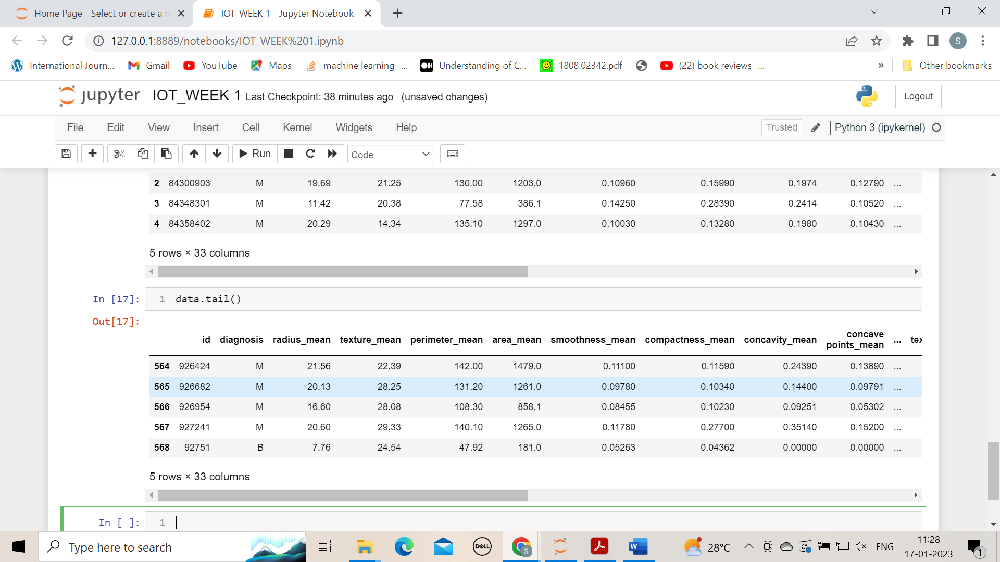 Home Page - Select or create a n
IOT_WEEK 1 - Jupyter Notebook
127.0.0.1:8889/notebooks/IOT_WEEK%201.ipynb
S
International Journ... Gmail YouTube Maps machine learning -... Understanding of C... 1808.02342.pdf (22) book reviews -... » Other bookmarks
jupyter IOT_WEEK 1 Last Checkpoint: 38 minutes ago (unsaved changes) Logout
File Edit View Insert Cell Kernel Widgets Help Trusted Python 3 (ipykernel)
Run Code
2 84300903 M 19.69 21.25 130.00 1203.0 0.10960 0.15990 0.1974 0.12790 ...
3 84348301 M 11.42 20.38 77.58 386.1 0.14250 0.28390 0.2414 0.10520 ...
4 84358402 M 20.29 14.34 135.10 1297.0 0.10030 0.13280 0.1980 0.10430 ...
5 rows × 33 columns
In [17]: 1 data.tail()
Out[17]:
id diagnosis radius_mean texture_mean perimeter_mean area_mean smoothness_mean compactness_mean concavity_mean concave points_mean ... tex
564 926424 M 21.56 22.39 142.00 1479.0 0.11100 0.11590 0.24390 0.13890 ...
565 926682 M 20.13 28.25 131.20 1261.0 0.09780 0.10340 0.14400 0.09791 ...
566 926954 M 16.60 28.08 108.30 858.1 0.08455 0.10230 0.09251 0.05302 ...
567 927241 M 20.60 29.33 140.10 1265.0 0.11780 0.27700 0.35140 0.15200 ...
568 92751 B 7.76 24.54 47.92 181.0 0.05263 0.04362 0.00000 0.00000 ...
5 rows × 33 columns
In [ ]: 1
Type here to search DELL S W 28°C ENG 11:28
17-01-2023 1